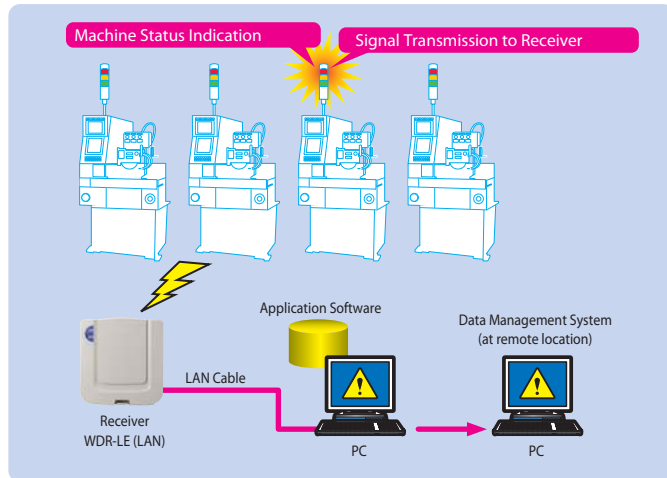 Machine Status Indication
Signal Transmission to Receiver
Application Software
Data Management System
(at remote location)
LAN Cable
Receiver
WDR-LE (LAN)
PC
PC